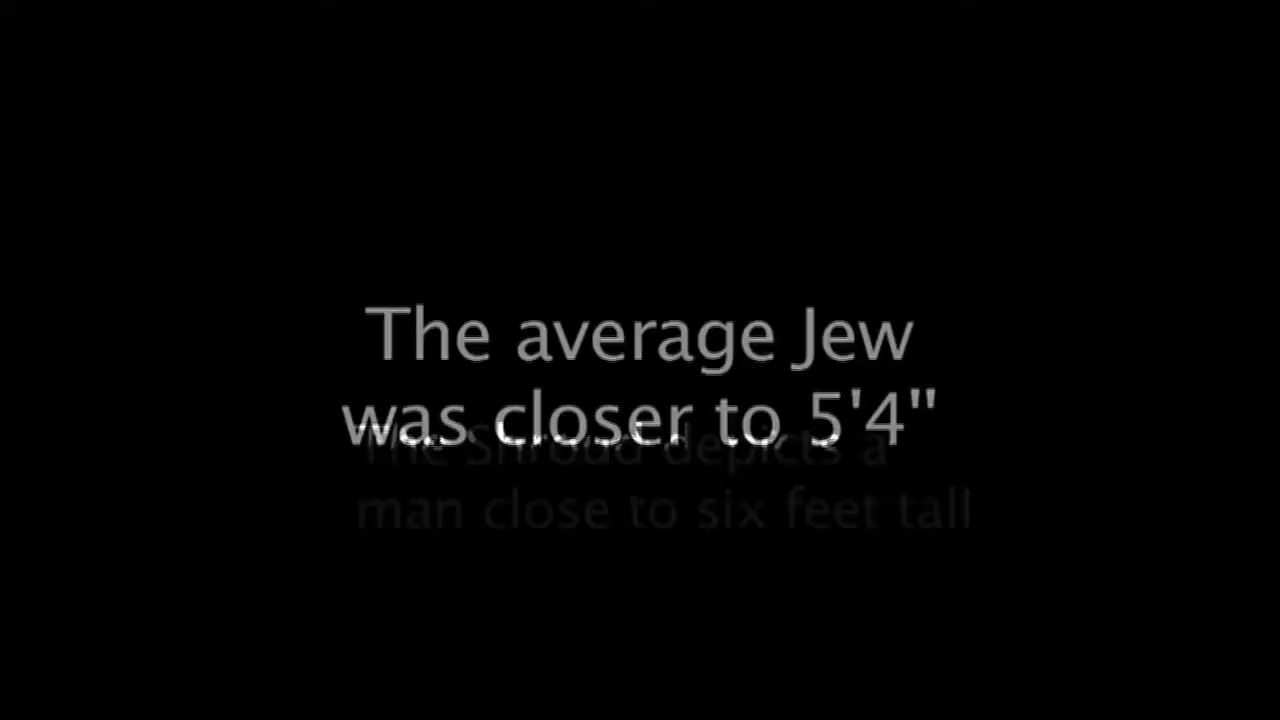 The average Jew
was closer to 5'4"
The Shroud depicts a
man close to six feet tall